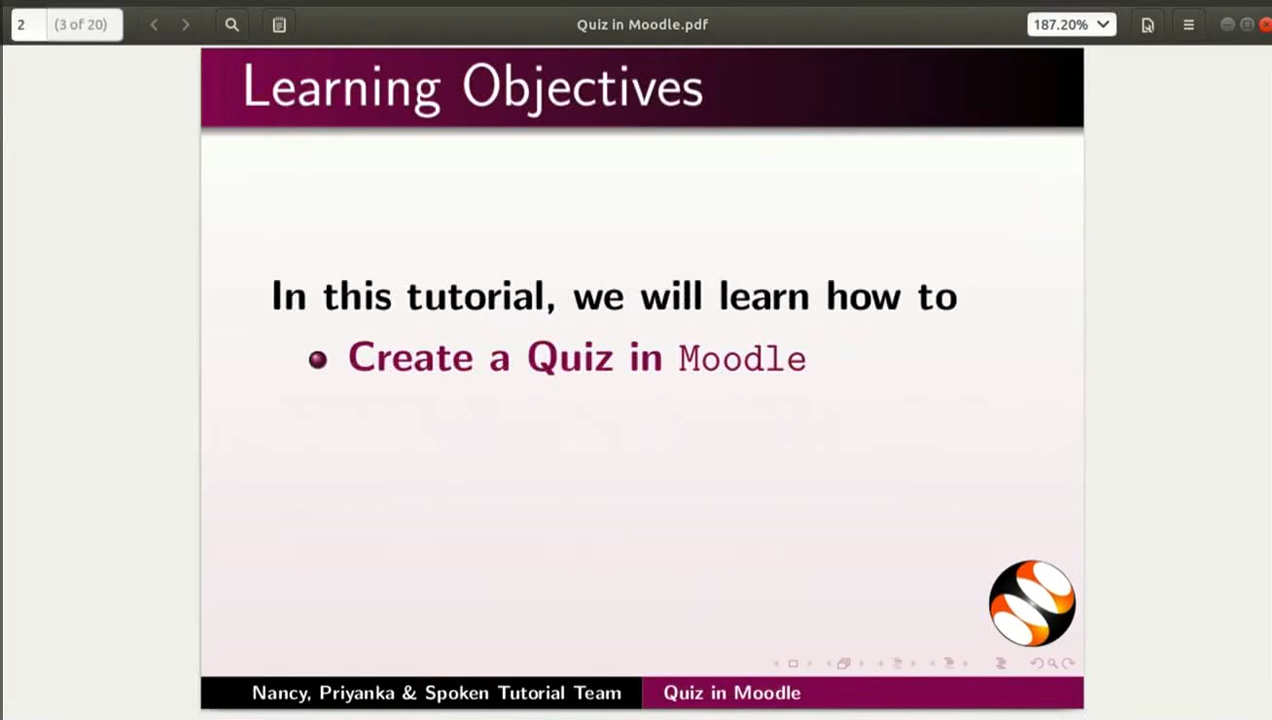 2 (3 of 20) Quiz in Moodle.pdf 187.20%
Learning Objectives
In this tutorial, we will learn how to
Create a Quiz in Moodle
Nancy, Priyanka & Spoken Tutorial Team Quiz in Moodle